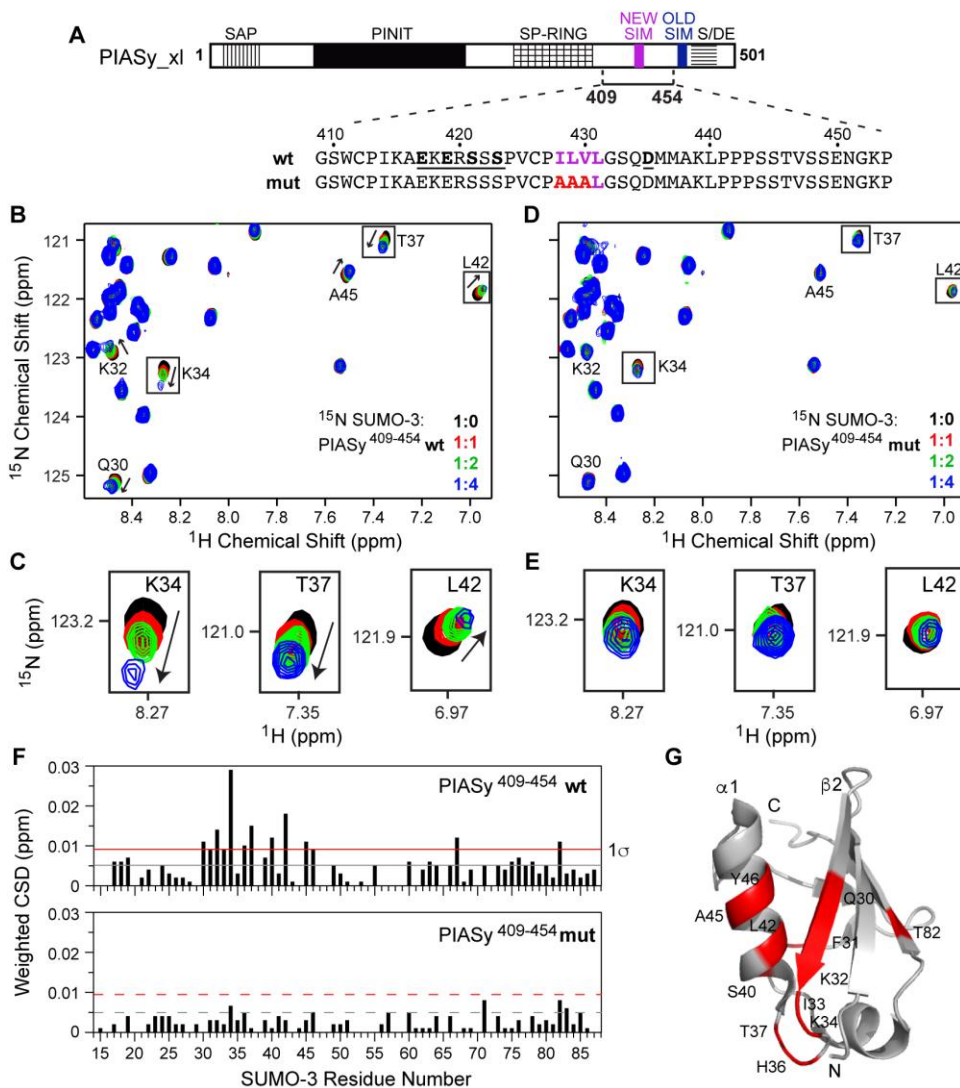 A
SAP PINIT SP-RING NEW SIM OLD SIM S/DE
PIASy_xl 1 501
409 454
410 420 430 440 450
wt GSWCPIKAEKERSSSPVCPILVLGSQDMMAKLPPPSSTVSSENGKP
mut GSWCPIKAEKERSSSPVCPAAALGSQDMMAKLPPPSSTVSSENGKP
B
121
122
123
124
125
15N Chemical Shift (ppm)
T37
L42
A45
K32
K34
Q30
15N SUMO-3: 1:0
PIASy 409-454 wt 1:1
1:2
1:4
8.4 8.2 8.0 7.8 7.6 7.4 7.2 7.0
1H Chemical Shift (ppm)
D
T37
L42
A45
K32
K34
Q30
15N SUMO-3: 1:0
PIASy 409-454 mut 1:1
1:2
1:4
8.4 8.2 8.0 7.8 7.6 7.4 7.2 7.0
1H Chemical Shift (ppm)
C
K34 T37 L42
15N (ppm)
123.2 121.0 121.9
8.27 7.35 6.97
1H (ppm)
E
K34 T37 L42
123.2 121.0 121.9
8.27 7.35 6.97
1H (ppm)
F
Weighted CSD (ppm)
0.03
0.02
0.01
0
PIASy 409-454 wt
1σ
0.03
0.02
0.01
0
PIASy 409-454 mut
15 20 25 30 35 40 45 50 55 60 65 70 75 80 85
SUMO-3 Residue Number
G
α1
C
β2
Y46
Q30
A45
L42
T82
F31
K32
S40
I33
K34
T37
H36
N